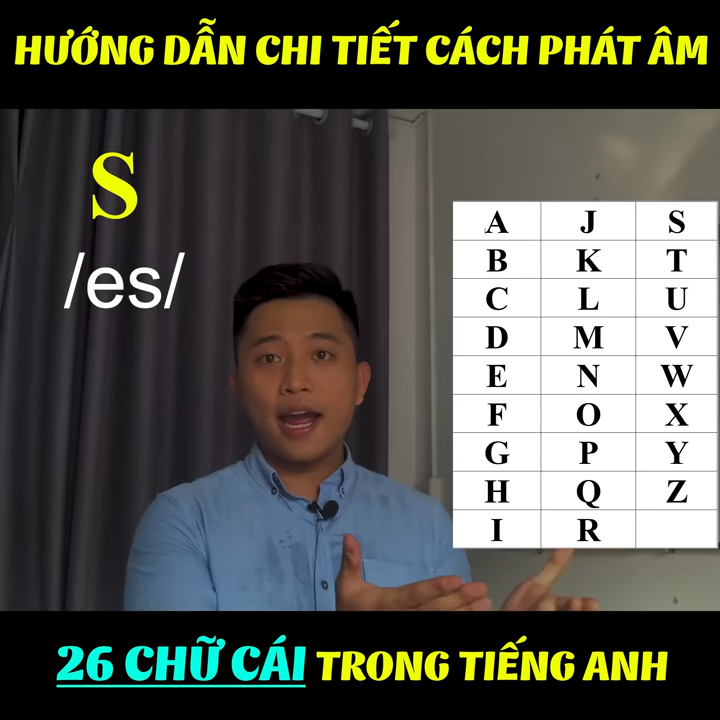 HƯỚNG DẪN CHI TIẾT CÁCH PHÁT ÂM
S
/es/
A J S
B K T
C L U
D M V
E N W
F O X
G P Y
H Q Z
I R
26 CHỮ CÁI TRONG TIẾNG ANH